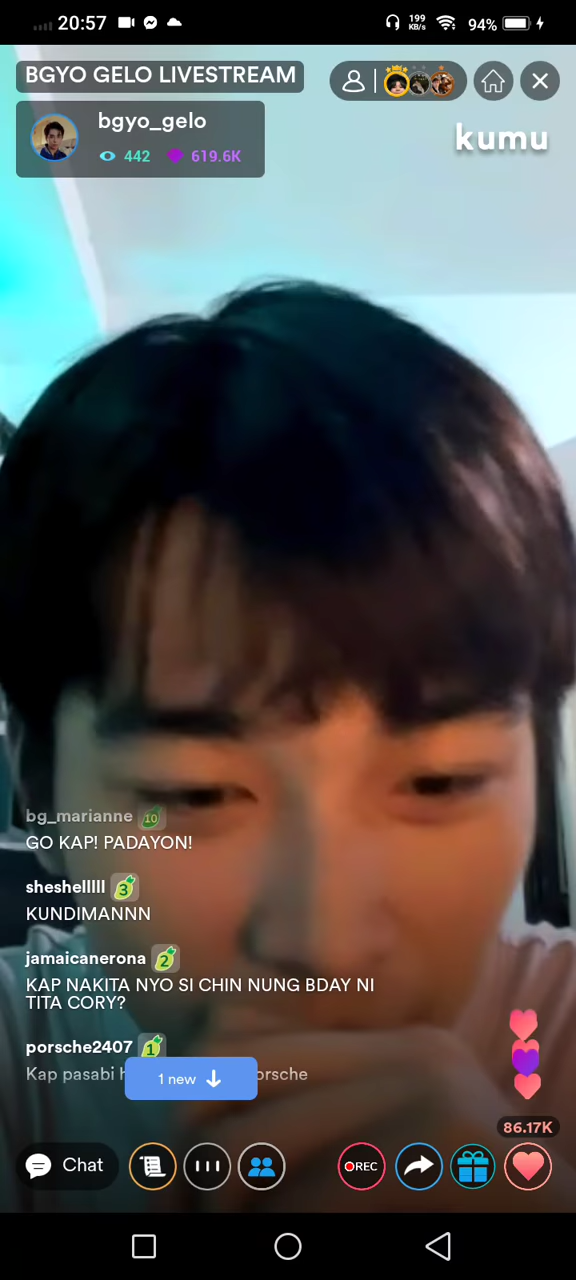 20:57
199
KB/s
94%
BGYO GELO LIVESTREAM
bgyo_gelo
442
619.6K
kumu
bg_marianne 10
GO KAP! PADAYON!
sheshelllll 3
KUNDIMANNN
jamaicanerona 2
KAP NAKITA NYO SI CHIN NUNG BDAY NI
TITA CORY?
porsche2407 1
Kap pasabi
1 new
86.17K
Chat
REC